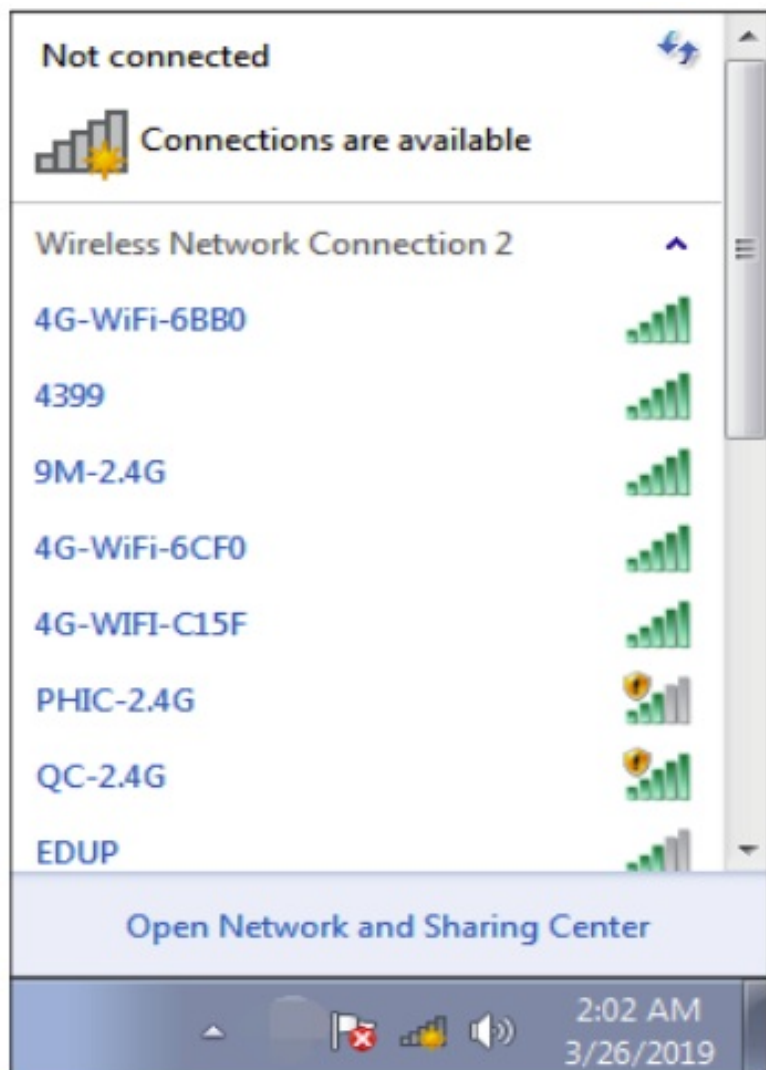 Not connected
Connections are available
Wireless Network Connection 2
4G-WiFi-6BB0
4399
9M-2.4G
4G-WiFi-6CF0
4G-WIFI-C15F
PHIC-2.4G
QC-2.4G
EDUP
Open Network and Sharing Center
2:02 AM
3/26/2019